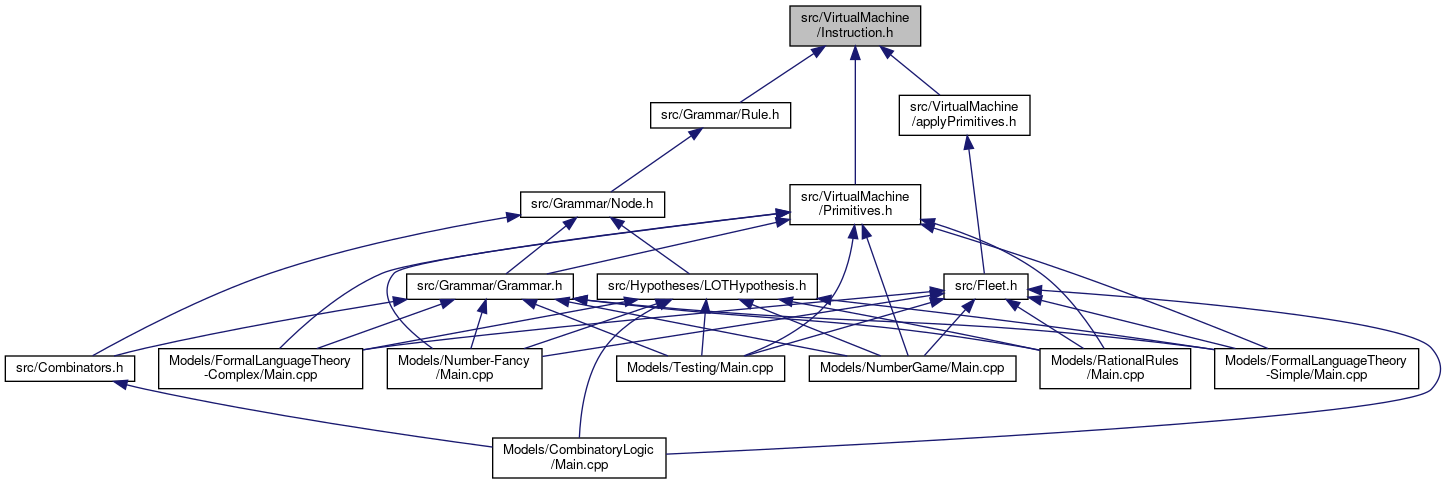 src/VirtualMachine
/Instruction.h
src/Grammar/Rule.h
src/VirtualMachine
/applyPrimitives.h
src/Grammar/Node.h
src/VirtualMachine
/Primitives.h
src/Grammar/Grammar.h
src/Hypotheses/LOTHypothesis.h
src/Fleet.h
src/Combinators.h
Models/FormalLanguageTheory
-Complex/Main.cpp
Models/Number-Fancy
/Main.cpp
Models/Testing/Main.cpp
Models/NumberGame/Main.cpp
Models/RationalRules
/Main.cpp
Models/FormalLanguageTheory
-Simple/Main.cpp
Models/CombinatoryLogic
/Main.cpp